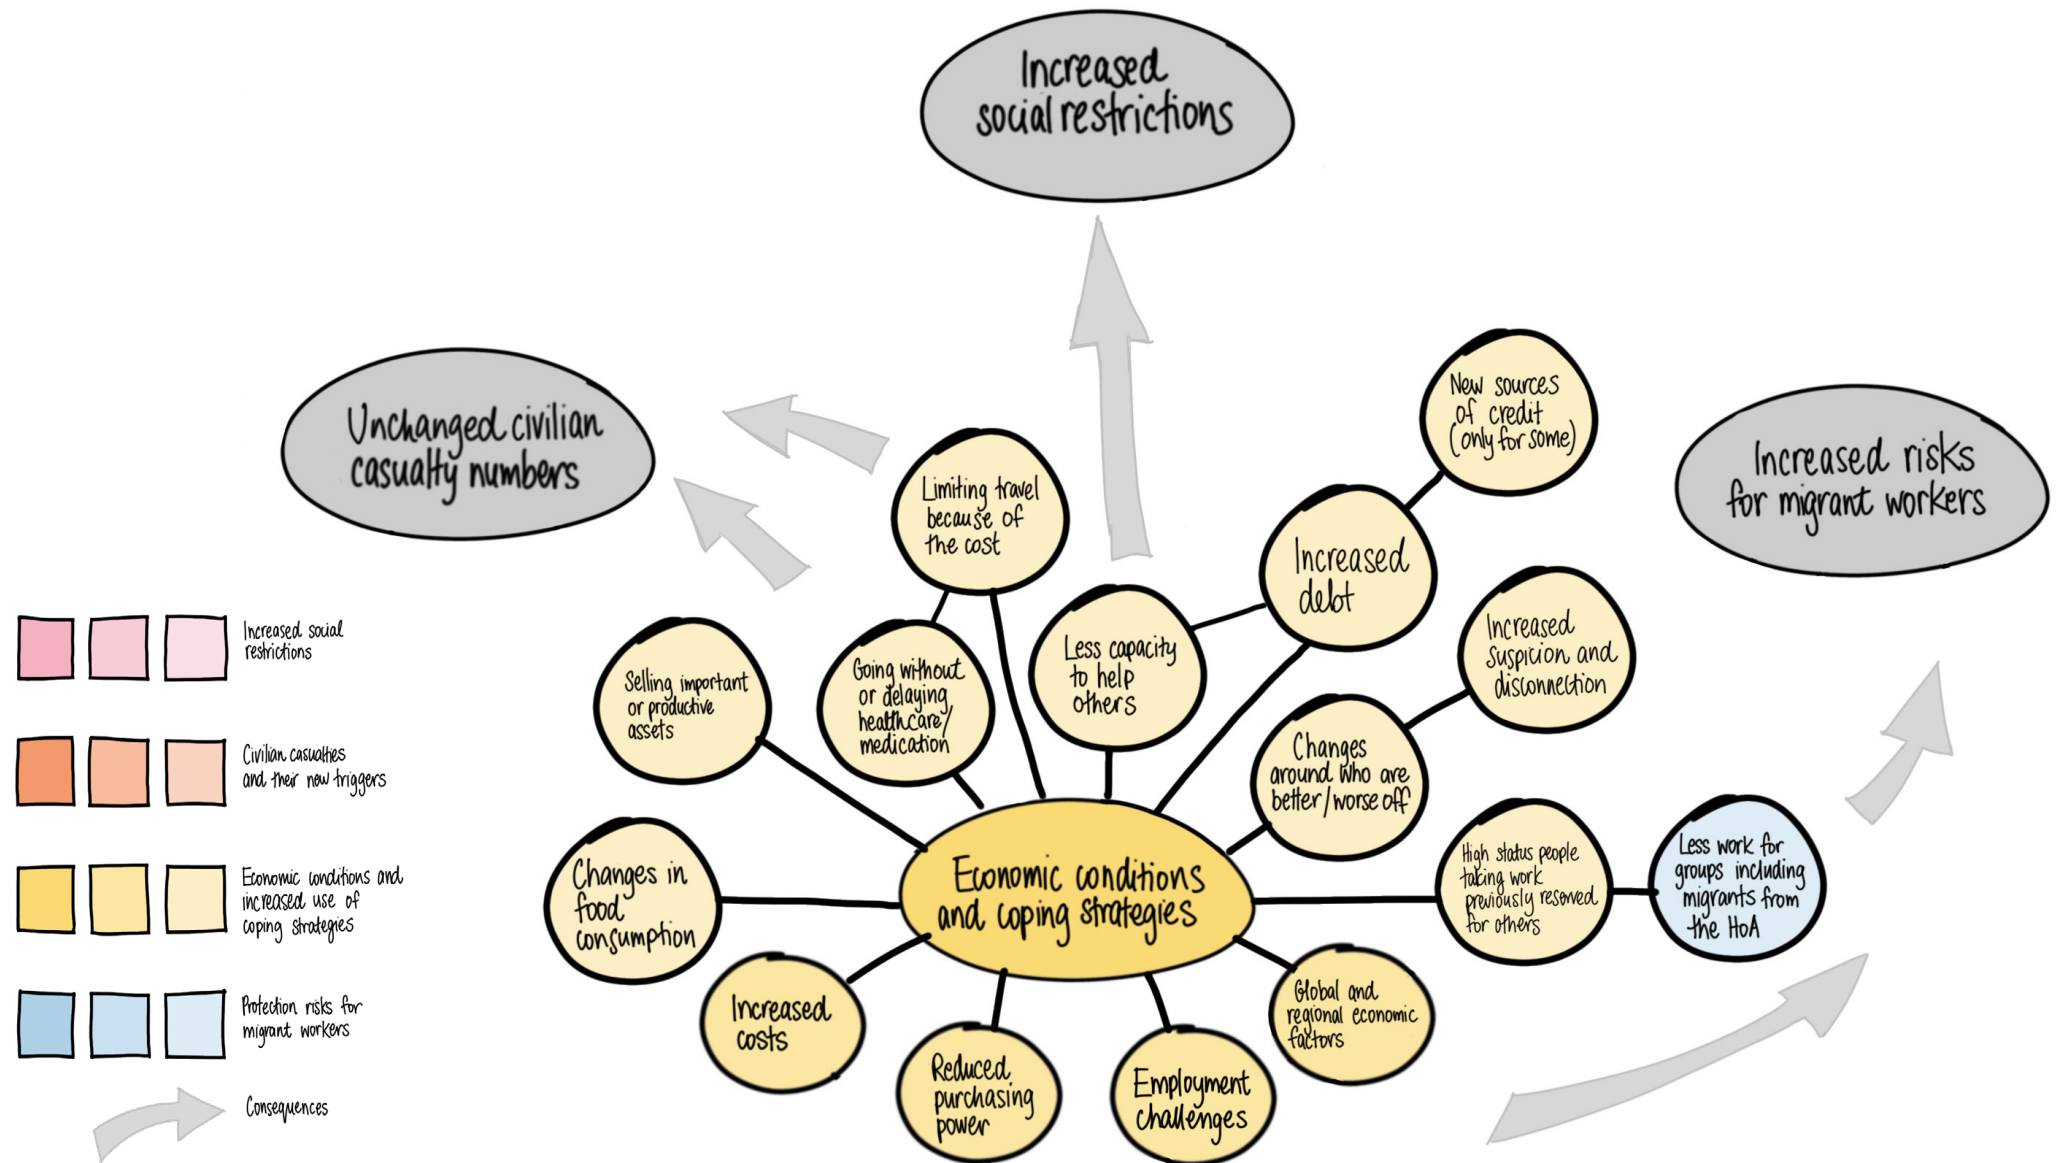 Increased
social restrictions
Unchanged civilian
casualty numbers
New sources
of credit
(only for some)
Increased risks
for migrant workers
Limiting travel
because of
the cost
Increased
debt
Less capacity
to help
others
Increased
suspicion and
disconnection
Selling important
or productive
assets
Going without
or delaying
healthcare/
medication
Changes
around who are
better/worse off
Changes in
food
consumption
Economic conditions
and coping strategies
High status people
taking work
previously reserved
for others
Less work for
groups including
migrants from
the HoA
Increased
costs
Reduced
purchasing
power
Employment
challenges
Global and
regional economic
factors
Increased social
restrictions
Civilian casualties
and their new triggers
Economic conditions and
increased use of
coping strategies
Protection risks for
migrant workers
Consequences